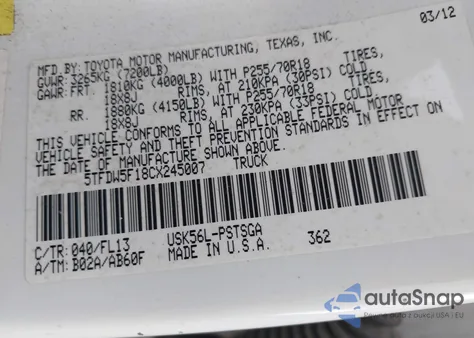 03/12
MFD BY: TOYOTA MOTOR MANUFACTURING, TEXAS, INC.
GVWR: 3265KG (7200LB)
GAWR: FRT. 1810KG (4000LB) WITH P255/70R18 TIRES,
18X8J RIMS, AT 210KPA (30PSI) COLD
RR. 1880KG (4150LB) WITH P255/70R18 TIRES,
18X8J RIMS, AT 230KPA (33PSI) COLD
THIS VEHICLE CONFORMS TO ALL APPLICABLE FEDERAL MOTOR
VEHICLE SAFETY AND THEFT PREVENTION STANDARDS IN EFFECT ON
THE DATE OF MANUFACTURE SHOWN ABOVE.
5TFDW5F18CX245007 TRUCK
C/TR: 040/FL13 USK56L-PSTSGA
A/TM: B02A/AB60F MADE IN U.S.A. 362
autoSnap